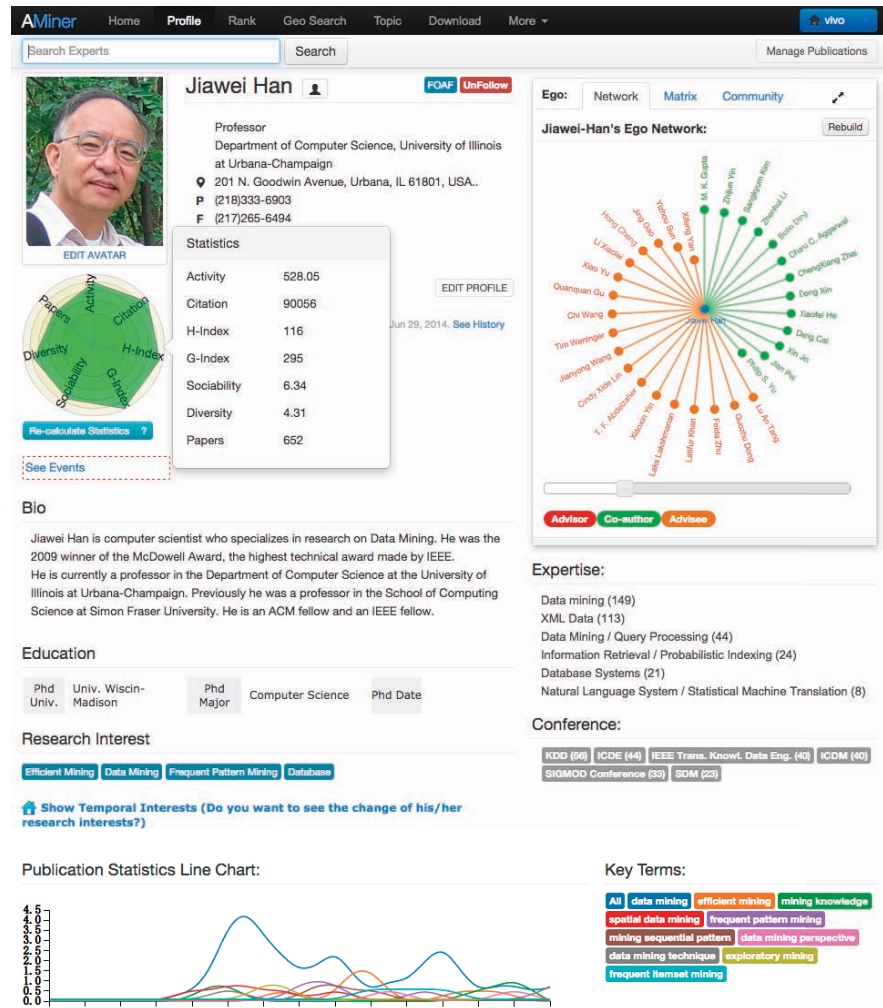 AMiner Home Profile Rank Geo Search Topic Download More vivo
Search Experts Search Manage Publications
Jiawei Han FOAF UnFollow
Professor
Department of Computer Science, University of Illinois
at Urbana-Champaign
201 N. Goodwin Avenue, Urbana, IL 61801, USA..
P (218)333-6903
F (217)265-6494
EDIT AVATAR
Activity
Citation
H-Index
G-Index
Sociability
Diversity
Papers
Re-calculate Statistics ?
See Events
Statistics
Activity 528.05
Citation 90056
H-Index 116
G-Index 295
Sociability 6.34
Diversity 4.31
Papers 652
EDIT PROFILE
Jun 29, 2014. See History
Ego: Network Matrix Community
Jiawei-Han's Ego Network: Rebuild
M. K. Gupta
Zhijun Yin
Sangkyum Kim
Zhenhui Li
Bolin Ding
Charu C. Aggarwal
ChengXiang Zhai
Dong Xin
Xiaofei He
Deng Cai
Xin Jin
Jian Pei
Philip S. Yu
Lu An Tang
Guozhu Dong
Feida Zhu
Latifur Khan
Laks Lakshmanan
Xiaoxin Yin
T. F. Abdelzaher
Cindy Xide Lin
Jianyong Wang
Tim Weninger
Chi Wang
Quanquan Gu
Xiao Yu
Li Xiaolei
Hong Cheng
Jing Gao
Yizhou Sun
Xifeng Yan
Jiawei Han
Advisor Co-author Advisee
Bio
Jiawei Han is computer scientist who specializes in research on Data Mining. He was the
2009 winner of the McDowell Award, the highest technical award made by IEEE.
He is currently a professor in the Department of Computer Science at the University of
Illinois at Urbana-Champaign. Previously he was a professor in the School of Computing
Science at Simon Fraser University. He is an ACM fellow and an IEEE fellow.
Expertise:
Data mining (149)
XML Data (113)
Data Mining / Query Processing (44)
Information Retrieval / Probabilistic Indexing (24)
Database Systems (21)
Natural Language System / Statistical Machine Translation (8)
Education
Phd Univ. Wiscin- Phd Computer Science Phd Date
Univ. Madison Major
Conference:
KDD (56) ICDE (44) IEEE Trans. Knowl. Data Eng. (40) ICDM (40)
SIGMOD Conference (33) SDM (23)
Research Interest
Efficient Mining Data Mining Frequent Pattern Mining Database
Show Temporal Interests (Do you want to see the change of his/her
research interests?)
Publication Statistics Line Chart:
4.5
4.0
3.5
3.0
2.5
2.0
1.5
1.0
0.5
0.0
Key Terms:
All data mining efficient mining mining knowledge
spatial data mining frequent pattern mining
mining sequential pattern data mining perspective
data mining technique exploratory mining
frequent itemset mining